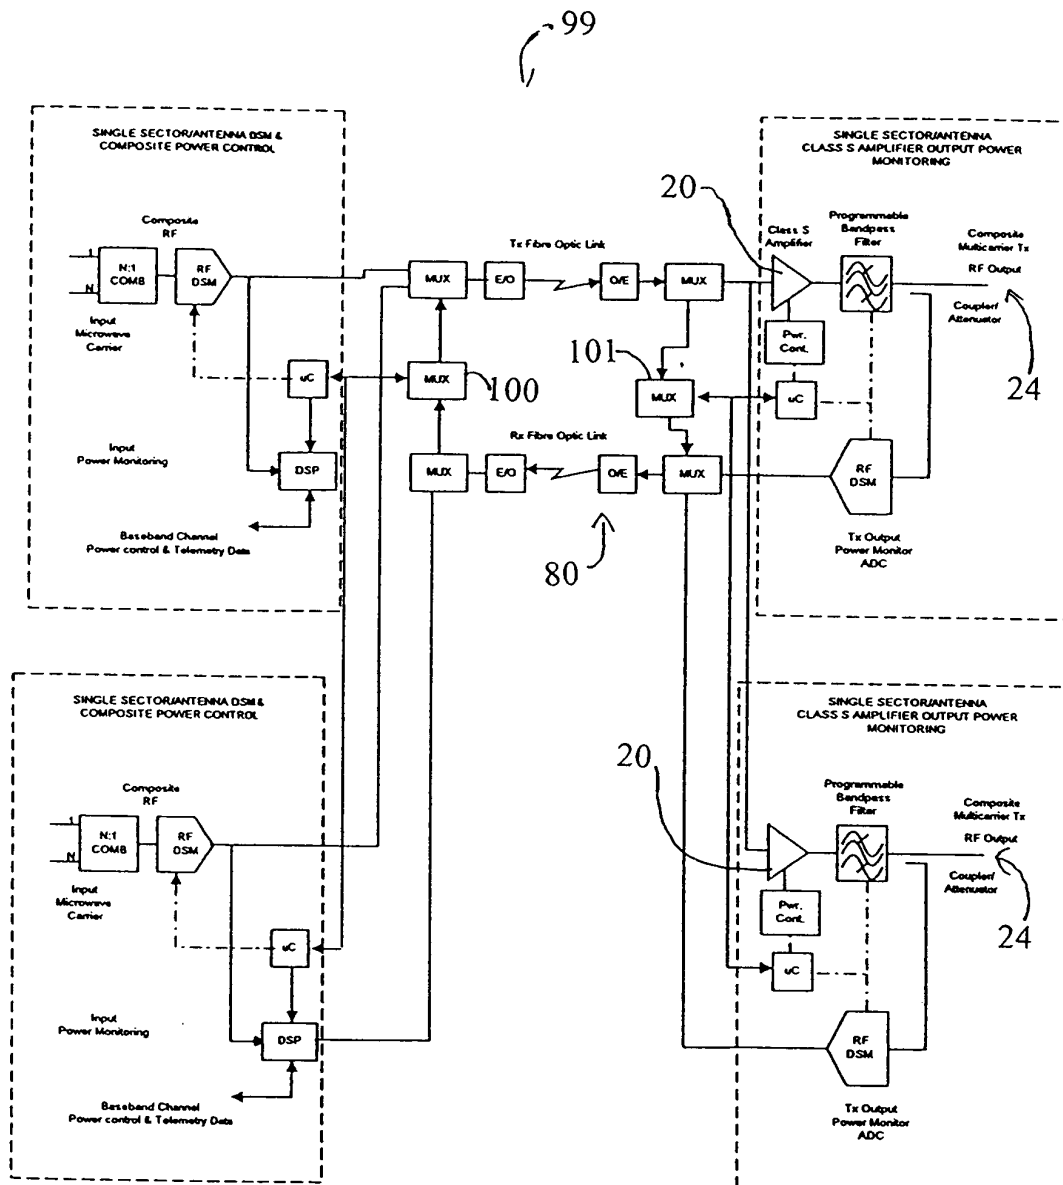 99
SINGLE SECTOR/ANTENNA DSM &
COMPOSITE POWER CONTROL
Composite
RF
1
N
N:1
COMB
RF
DSM
Input
Microwave
Carrier
uC
Input
Power Monitoring
DSP
Baseband Channel
Power control & Telemetry Data
Tx Fibre Optic Link
MUX
E/O
O/E
MUX
MUX
100
101
MUX
Rx Fibre Optic Link
MUX
E/O
O/E
MUX
80
SINGLE SECTOR/ANTENNA
CLASS S AMPLIFIER OUTPUT POWER
MONITORING
20
Class S
Amplifier
Programmable
Bandpass
Filter
Composite
Multicarrier Tx
RF Output
Coupler/
Attenuator
24
Pwr.
Cont.
uC
RF
DSM
Tx Output
Power Monitor
ADC
SINGLE SECTOR/ANTENNA DSM &
COMPOSITE POWER CONTROL
Composite
RF
1
N
N:1
COMB
RF
DSM
Input
Microwave
Carrier
uC
Input
Power Monitoring
DSP
Baseband Channel
Power control & Telemetry Data
SINGLE SECTOR/ANTENNA
CLASS S AMPLIFIER OUTPUT POWER
MONITORING
20
Programmable
Bandpass
Filter
Composite
Multicarrier Tx
RF Output
Coupler/
Attenuator
24
Pwr.
Cont.
uC
RF
DSM
Tx Output
Power Monitor
ADC